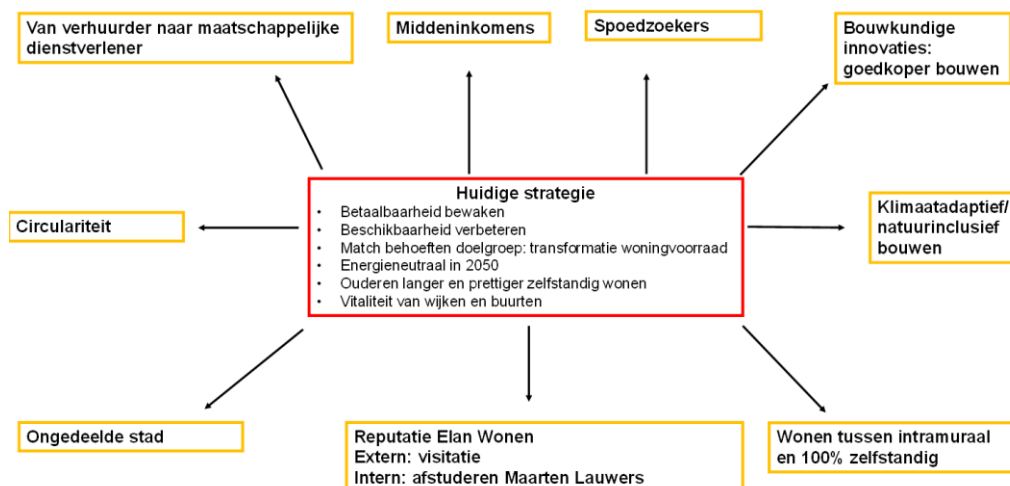 Van verhuurder naar maatschappelijke
dienstverlener
Middeninkomens
Spoedzoekers
Bouwkundige
innovaties:
goedkoper bouwen
Huidige strategie
• Betaalbaarheid bewaken
• Beschikbaarheid verbeteren
• Match behoeften doelgroep: transformatie woningvoorraad
• Energieneutraal in 2050
• Ouderen langer en prettiger zelfstandig wonen
• Vitaliteit van wijken en buurten
Circulariteit
Klimaatadaptief/
natuurinclusief
bouwen
Ongedeelde stad
Reputatie Elan Wonen
Extern: visitatie
Intern: afstuderen Maarten Lauwers
Wonen tussen intramuraal
en 100% zelfstandig